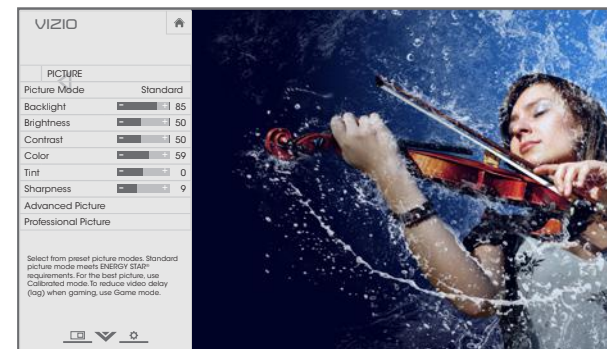 VIZIO
PICTURE
Picture Mode Standard
Backlight 85
Brightness 50
Contrast 50
Color 59
Tint 0
Sharpness 9
Advanced Picture
Professional Picture
Select from preset picture modes. Standard
picture mode meets ENERGY STAR®
requirements. For the best picture, use
Calibrated mode. To reduce video delay
(lag) when gaming, use Game mode.